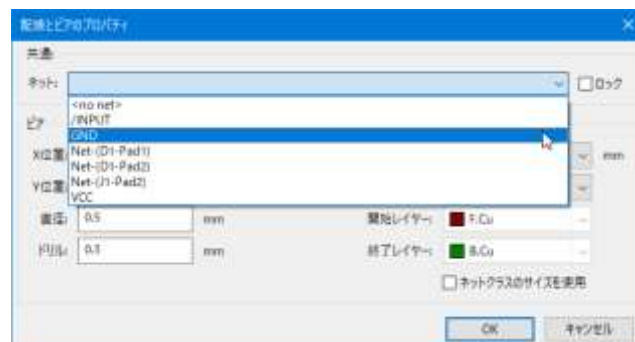 配線とビアのプロパティ
共通
ネット:
ロック
<no net>
/INPUT
GND
Net-(D1-Pad1)
Net-(D1-Pad2)
Net-(J1-Pad2)
VCC
ビア
X位置:
mm
Y位置:
直径: 0.5 mm
開始レイヤー: F.Cu
ドリル: 0.3 mm
終了レイヤー: B.Cu
ネットクラスのサイズを使用
OK
キャンセル